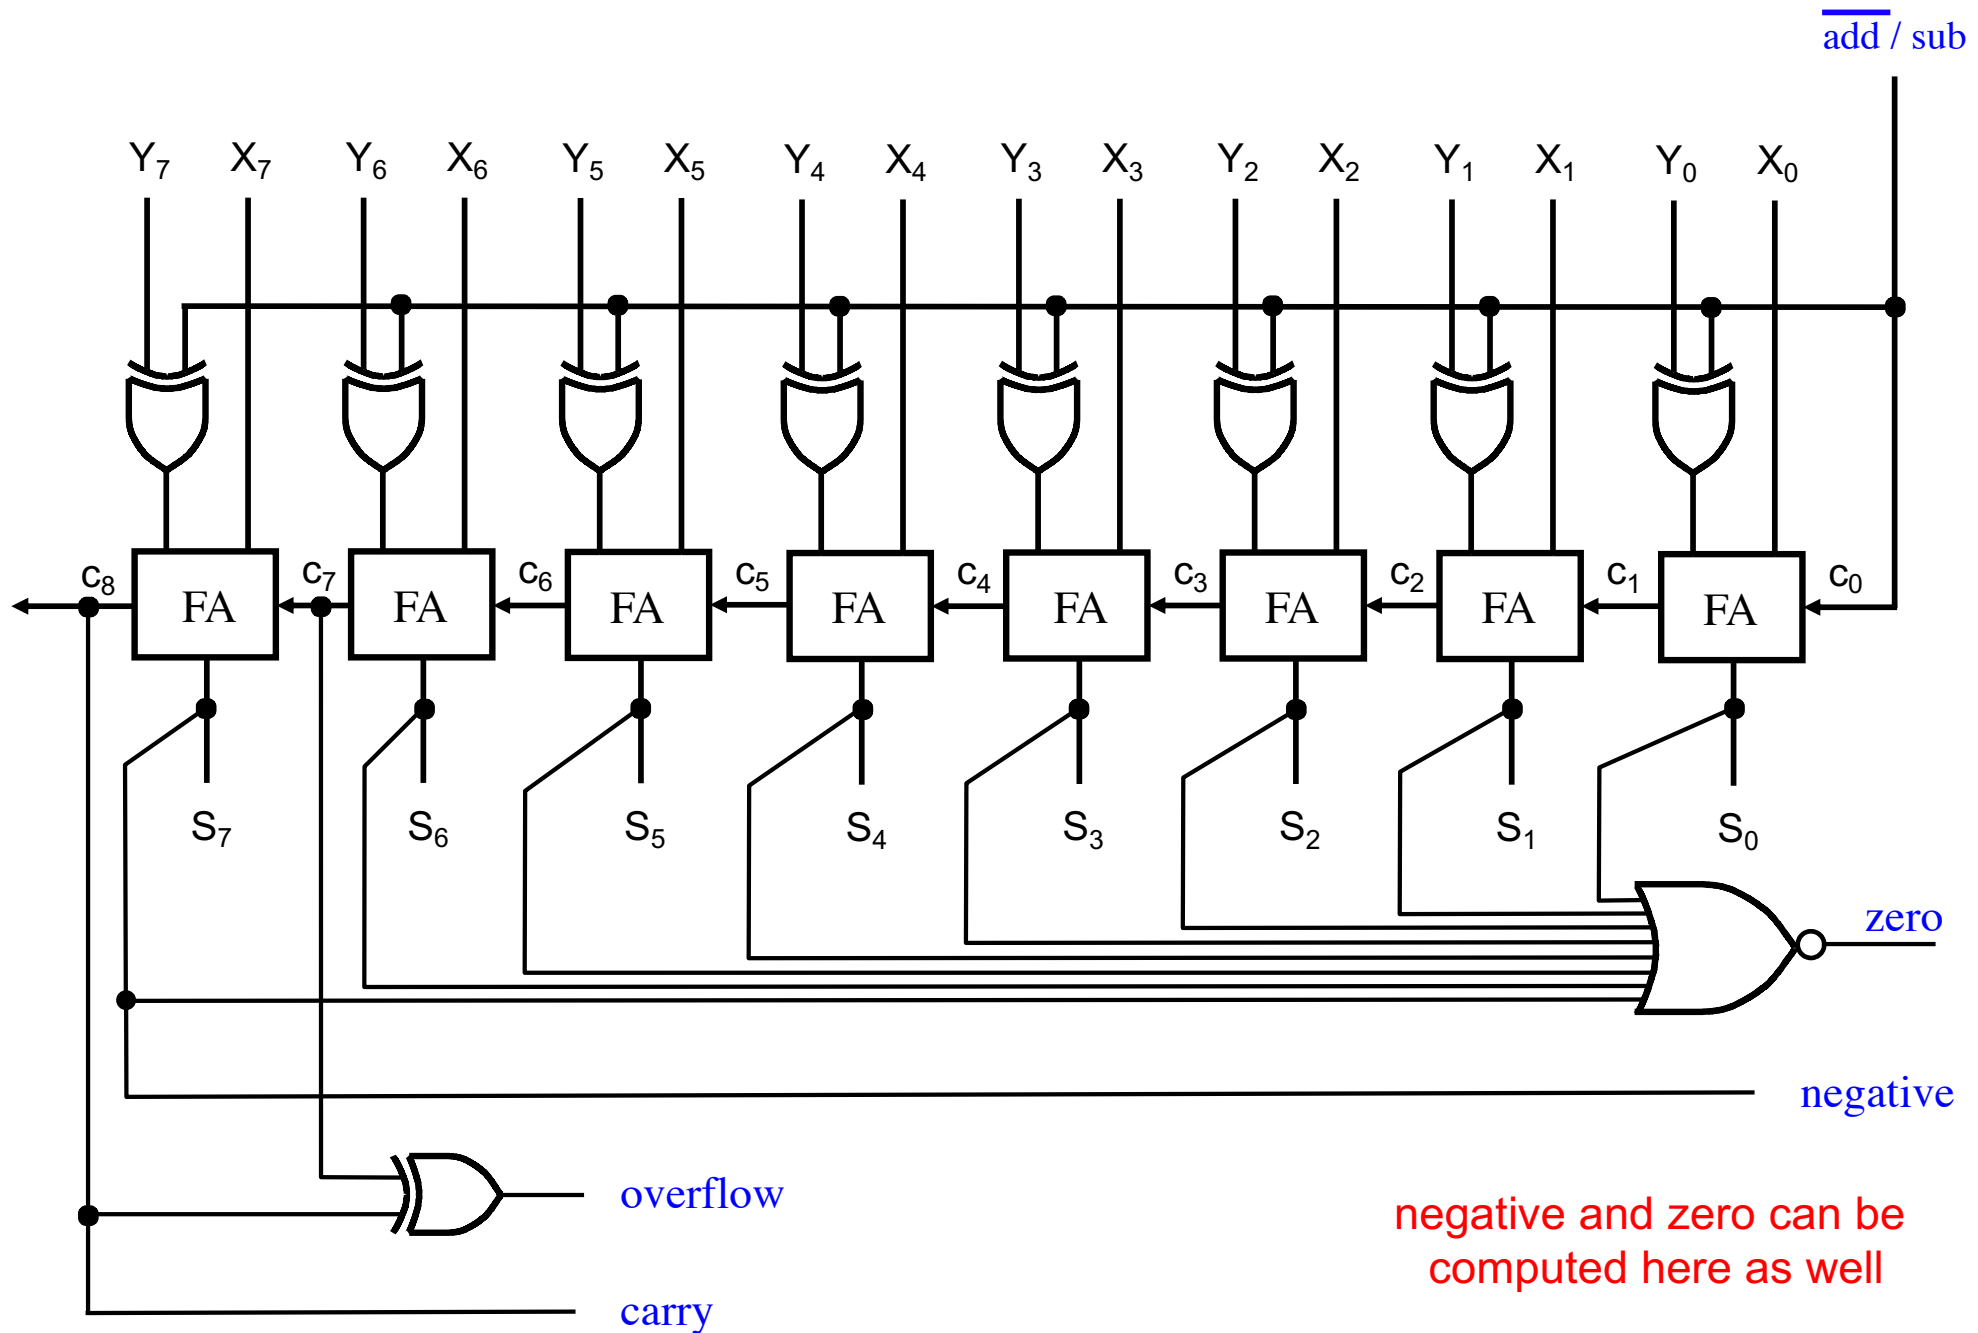 add / sub
Y7 X7 Y6 X6 Y5 X5 Y4 X4 Y3 X3 Y2 X2 Y1 X1 Y0 X0
c8 FA c7 FA c6 FA c5 FA c4 FA c3 FA c2 FA c1 FA c0
S7 S6 S5 S4 S3 S2 S1 S0
zero
negative
overflow
negative and zero can be
computed here as well
carry